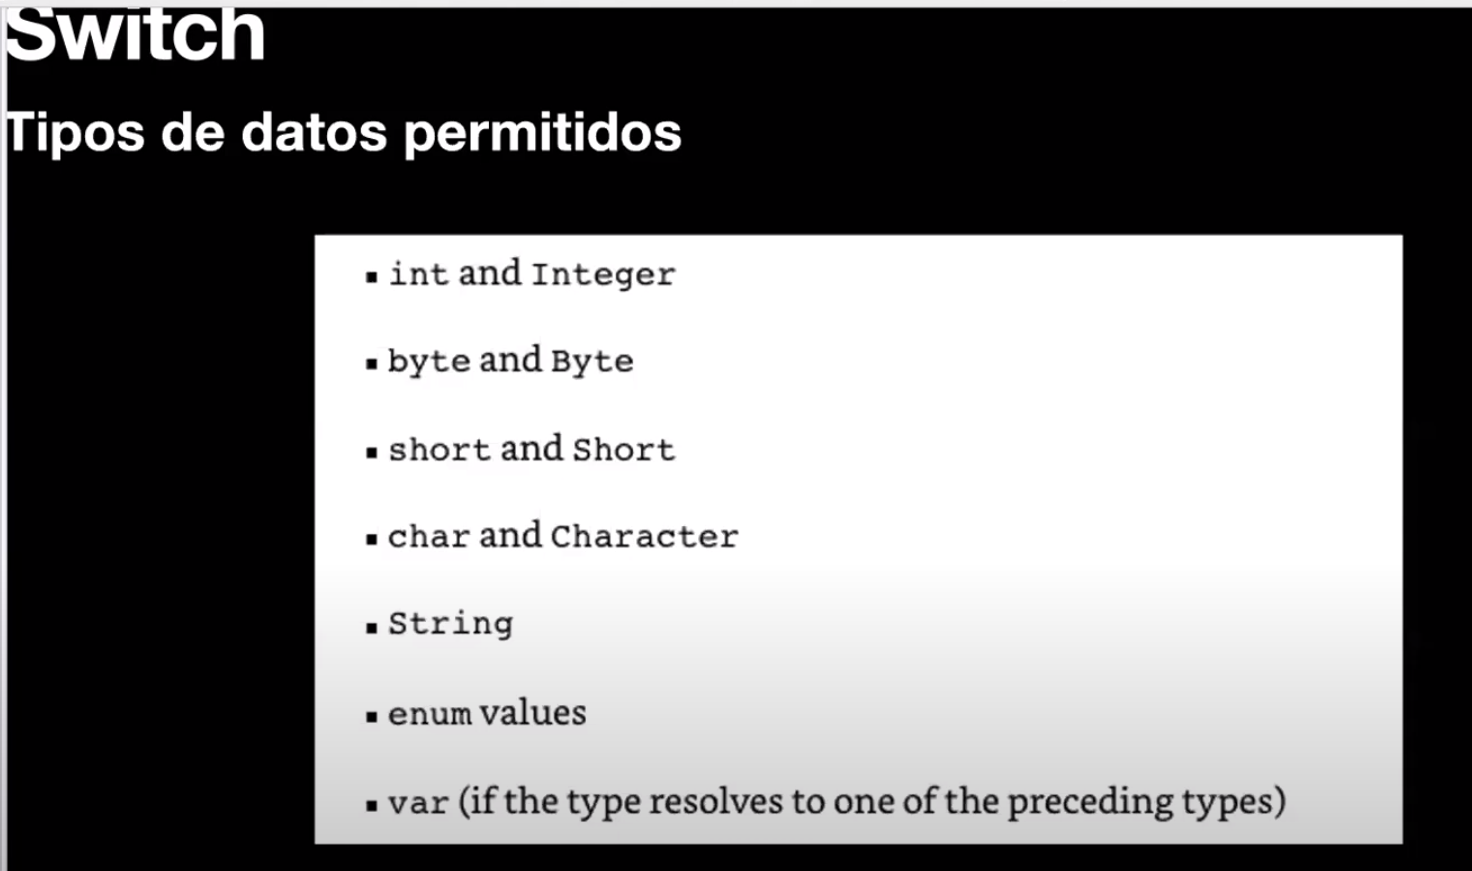 Switch
Tipos de datos permitidos
▪ int and Integer
▪ byte and Byte
▪ short and Short
▪ char and Character
▪ String
▪ enum values
▪ var (if the type resolves to one of the preceding types)